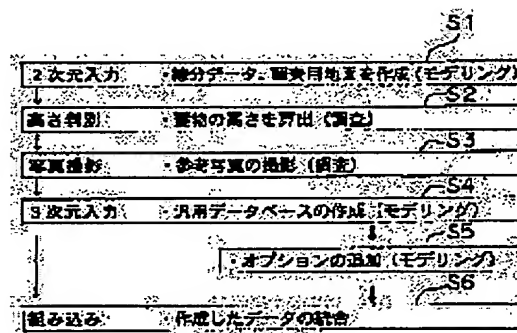 S1
2次元入力 ・線分データ、調査用地図を作成(モデリング)
S2
高さ判別 ・建物の高さを算出(調査)
S3
写真撮影 ・参考写真の撮影(調査)
S4
3次元入力 ・汎用データベースの作成(モデリング)
S5
・オプションの追加(モデリング)
S6
組み込み ・作成したデータの統合